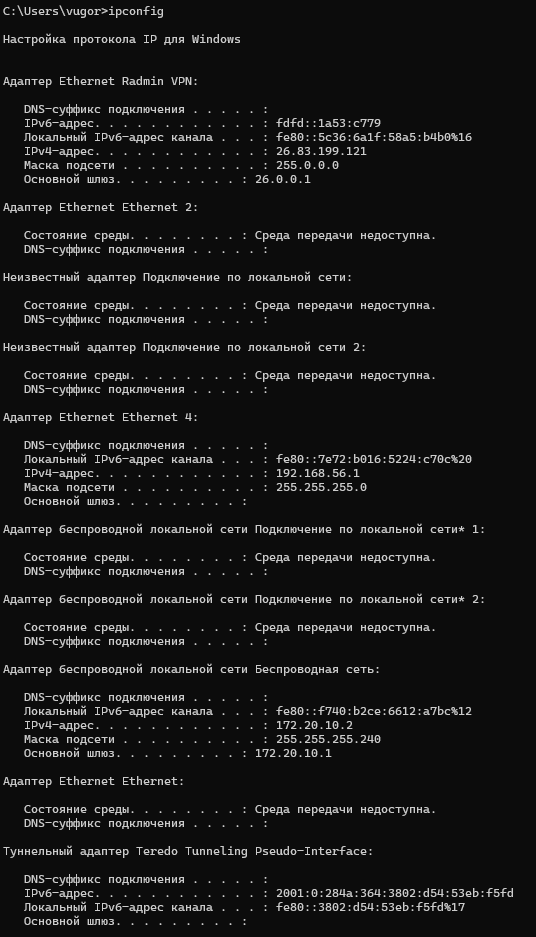 C:\Users\vugor>ipconfig
Настройка протокола IP для Windows
Адаптер Ethernet Radmin VPN:
DNS-суффикс подключения . . . . . :
IPv6-адрес. . . . . . . . . . . . : fdfd::1a53:c779
Локальный IPv6-адрес канала . . . : fe80::5c36:6a1f:58a5:b4b0%16
IPv4-адрес. . . . . . . . . . . . : 26.83.199.121
Маска подсети . . . . . . . . . . : 255.0.0.0
Основной шлюз. . . . . . . . . : 26.0.0.1
Адаптер Ethernet Ethernet 2:
Состояние среды. . . . . . . . : Среда передачи недоступна.
DNS-суффикс подключения . . . . . :
Неизвестный адаптер Подключение по локальной сети:
Состояние среды. . . . . . . . : Среда передачи недоступна.
DNS-суффикс подключения . . . . . :
Неизвестный адаптер Подключение по локальной сети 2:
Состояние среды. . . . . . . . : Среда передачи недоступна.
DNS-суффикс подключения . . . . . :
Адаптер Ethernet Ethernet 4:
DNS-суффикс подключения . . . . . :
Локальный IPv6-адрес канала . . . : fe80::7e72:b016:5224:c70c%20
IPv4-адрес. . . . . . . . . . . . : 192.168.56.1
Маска подсети . . . . . . . . . . : 255.255.255.0
Основной шлюз. . . . . . . . . :
Адаптер беспроводной локальной сети Подключение по локальной сети* 1:
Состояние среды. . . . . . . . : Среда передачи недоступна.
DNS-суффикс подключения . . . . . :
Адаптер беспроводной локальной сети Подключение по локальной сети* 2:
Состояние среды. . . . . . . . : Среда передачи недоступна.
DNS-суффикс подключения . . . . . :
Адаптер беспроводной локальной сети Беспроводная сеть:
DNS-суффикс подключения . . . . . :
Локальный IPv6-адрес канала . . . : fe80::f740:b2ce:6612:a7bc%12
IPv4-адрес. . . . . . . . . . . . : 172.20.10.2
Маска подсети . . . . . . . . . . : 255.255.255.240
Основной шлюз. . . . . . . . . : 172.20.10.1
Адаптер Ethernet Ethernet:
Состояние среды. . . . . . . . : Среда передачи недоступна.
DNS-суффикс подключения . . . . . :
Туннельный адаптер Teredo Tunneling Pseudo-Interface:
DNS-суффикс подключения . . . . . :
IPv6-адрес. . . . . . . . . . . . : 2001:0:284a:364:3802:d54:53eb:f5fd
Локальный IPv6-адрес канала . . . : fe80::3802:d54:53eb:f5fd%17
Основной шлюз. . . . . . . . . :